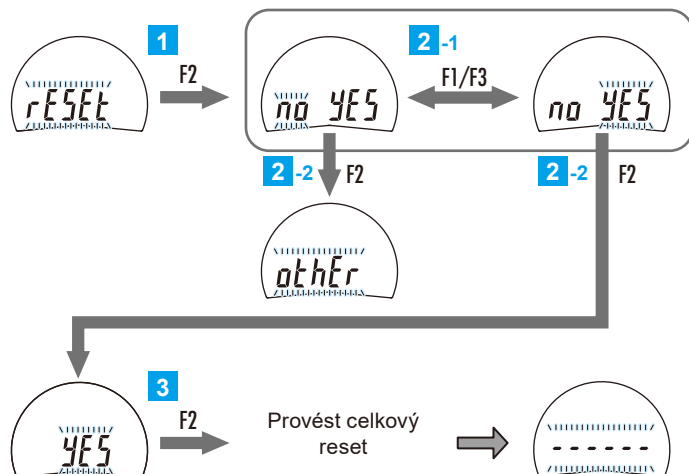 1
2 -1
F2
F1/F3
rESEt
no YES
no YES
2 -2
F2
2 -2
F2
othEr
3
F2
Provést celkový
reset
YES
------